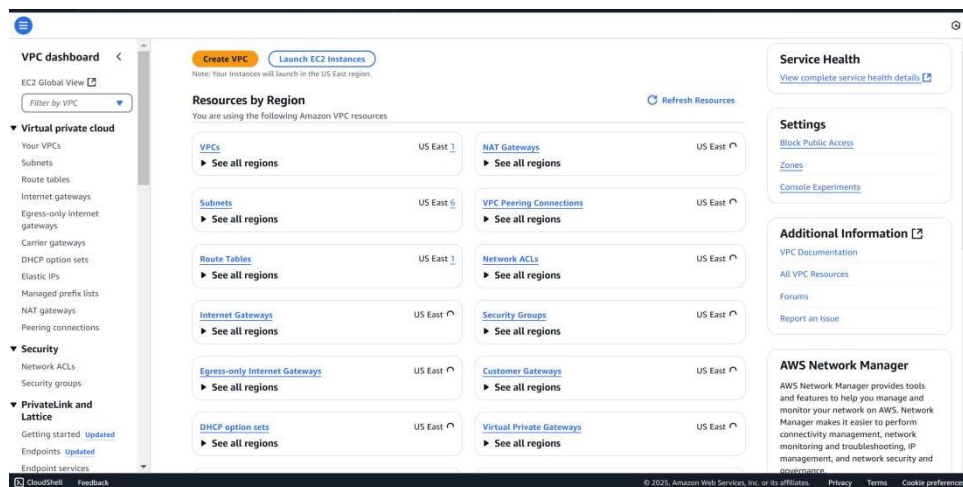 VPC dashboard
EC2 Global View
Filter by VPC
Virtual private cloud
Your VPCs
Subnets
Route tables
Internet gateways
Egress-only internet
gateways
Carrier gateways
DHCP option sets
Elastic IPs
Managed prefix lists
NAT gateways
Peering connections
Security
Network ACLs
Security groups
PrivateLink and
Lattice
Getting started Updated
Endpoints Updated
Endpoint services
Create VPC Launch EC2 Instances
Note: Your Instances will launch in the US East region.
Resources by Region Refresh Resources
You are using the following Amazon VPC resources
VPCs US East 1
See all regions
NAT Gateways US East
See all regions
Subnets US East 6
See all regions
VPC Peering Connections US East
See all regions
Route Tables US East 1
See all regions
Network ACLs US East
See all regions
Internet Gateways US East
See all regions
Security Groups US East
See all regions
Egress-only Internet Gateways US East
See all regions
Customer Gateways US East
See all regions
DHCP option sets US East
See all regions
Virtual Private Gateways US East
See all regions
Service Health
View complete service health details
Settings
Block Public Access
Zones
Console Experiments
Additional Information
VPC Documentation
All VPC Resources
Forums
Report an Issue
AWS Network Manager
AWS Network Manager provides tools
and features to help you manage and
monitor your network on AWS. Network
Manager makes it easier to perform
connectivity management, network
monitoring and troubleshooting, IP
management, and network security and
governance.
CloudShell Feedback © 2025, Amazon Web Services, Inc. or its affiliates. Privacy Terms Cookie preferences